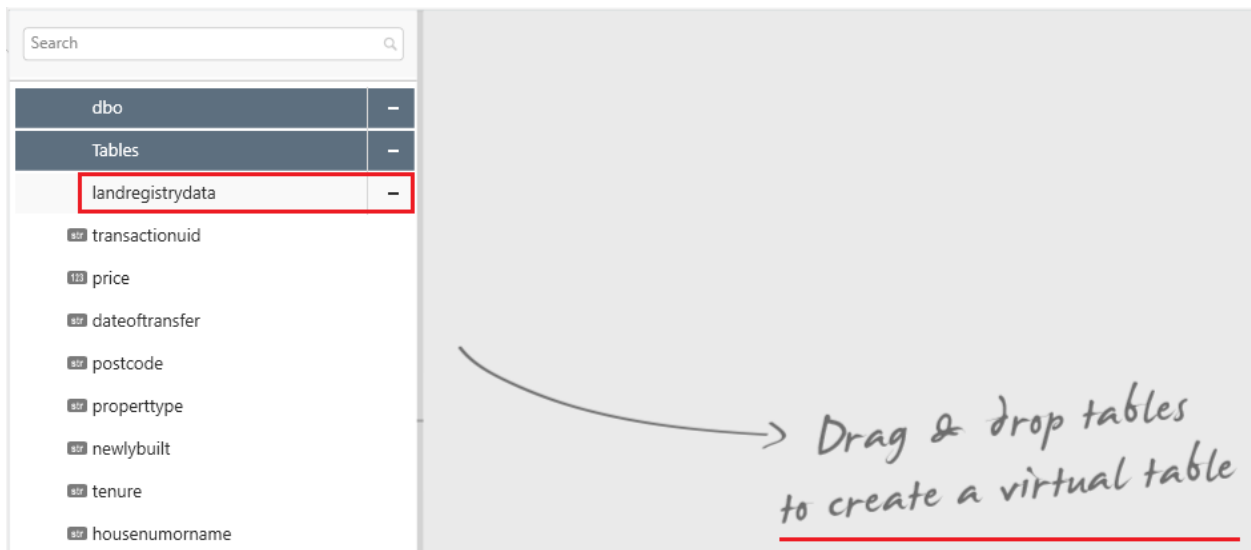 Search
dbo
Tables
landregistrydata
str transactionuid
123 price
str dateoftransfer
str postcode
str properttype
str newlybuilt
str tenure
str housenumorname
Drag & drop tables
to create a virtual table